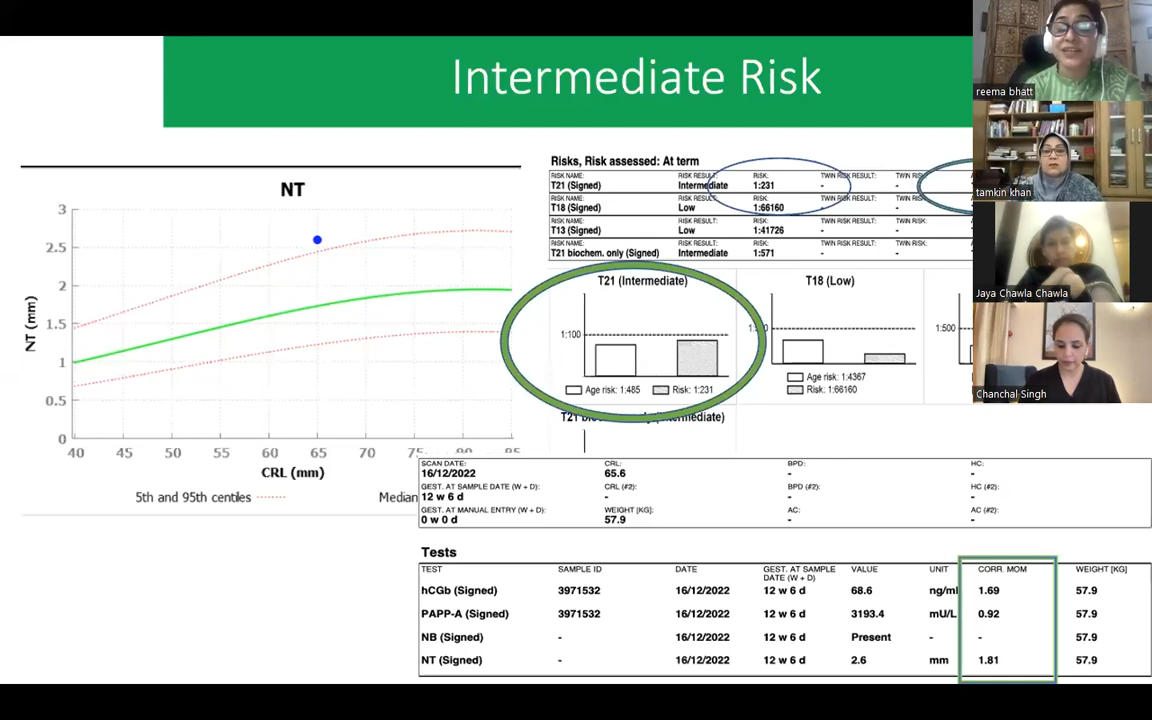 Intermediate Risk
reema bhatt
tamkin khan
Jaya Chawla Chawla
Chanchal Singh
NT
3
2.5
2
1.5
1
0.5
0
NT (mm)
40 45 50 55 60 65 70 75 80 85
CRL (mm)
5th and 95th centiles
Median
Risks, Risk assessed: At term
RISK NAME: RISK RESULT: RISK: TWIN RISK RESULT: TWIN RISK:
T21 (Signed) Intermediate 1:231 - -
RISK NAME: RISK RESULT: RISK: TWIN RISK RESULT: TWIN RISK:
T18 (Signed) Low 1:66160 - -
RISK NAME: RISK RESULT: RISK: TWIN RISK RESULT: TWIN RISK:
T13 (Signed) Low 1:41726 - -
RISK NAME: RISK RESULT: RISK: TWIN RISK RESULT: TWIN RISK:
T21 biochem. only (Signed) Intermediate 1:571 - -
T21 (Intermediate)
1:100
Age risk: 1:485 Risk: 1:231
T18 (Low)
Age risk: 1:4367
Risk: 1:66160
1:500
(Intermediate)
SCAN DATE: CRL: BPD: HC:
16/12/2022 65.6 - -
GEST. AT SAMPLE DATE (W + D): CRL (#2): BPD (#2): HC (#2):
12 w 6 d - - -
GEST. AT MANUAL ENTRY (W + D): WEIGHT [KG]: AC: AC (#2):
0 w 0 d 57.9 - -
Tests
TEST SAMPLE ID DATE GEST. AT SAMPLE DATE (W + D) VALUE UNIT CORR. MOM WEIGHT [KG]
hCGb (Signed) 3971532 16/12/2022 12 w 6 d 68.6 ng/ml 1.69 57.9
PAPP-A (Signed) 3971532 16/12/2022 12 w 6 d 3193.4 mU/L 0.92 57.9
NB (Signed) - 16/12/2022 12 w 6 d Present - - 57.9
NT (Signed) - 16/12/2022 12 w 6 d 2.6 mm 1.81 57.9